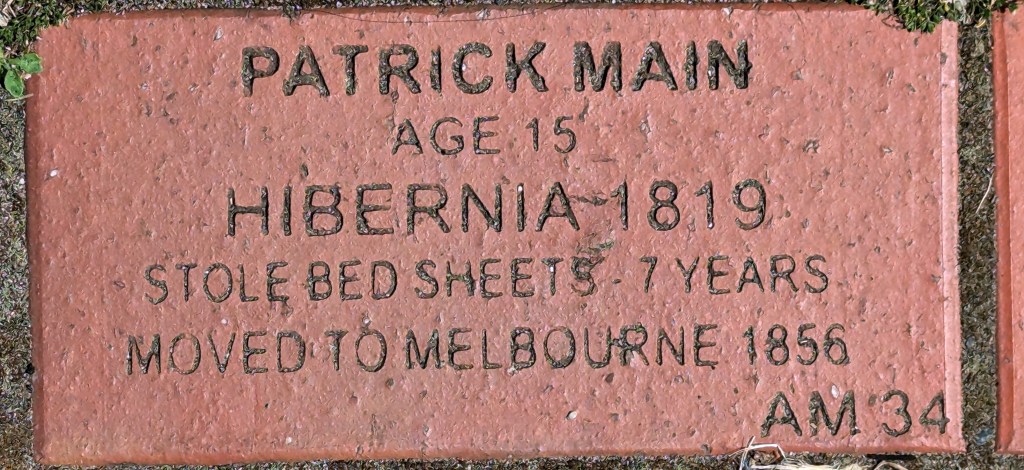 PATRICK MAIN
AGE 15
HIBERNIA 1819
STOLE BED SHEETS - 7 YEARS
MOVED TO MELBOURNE 1856
AM 34